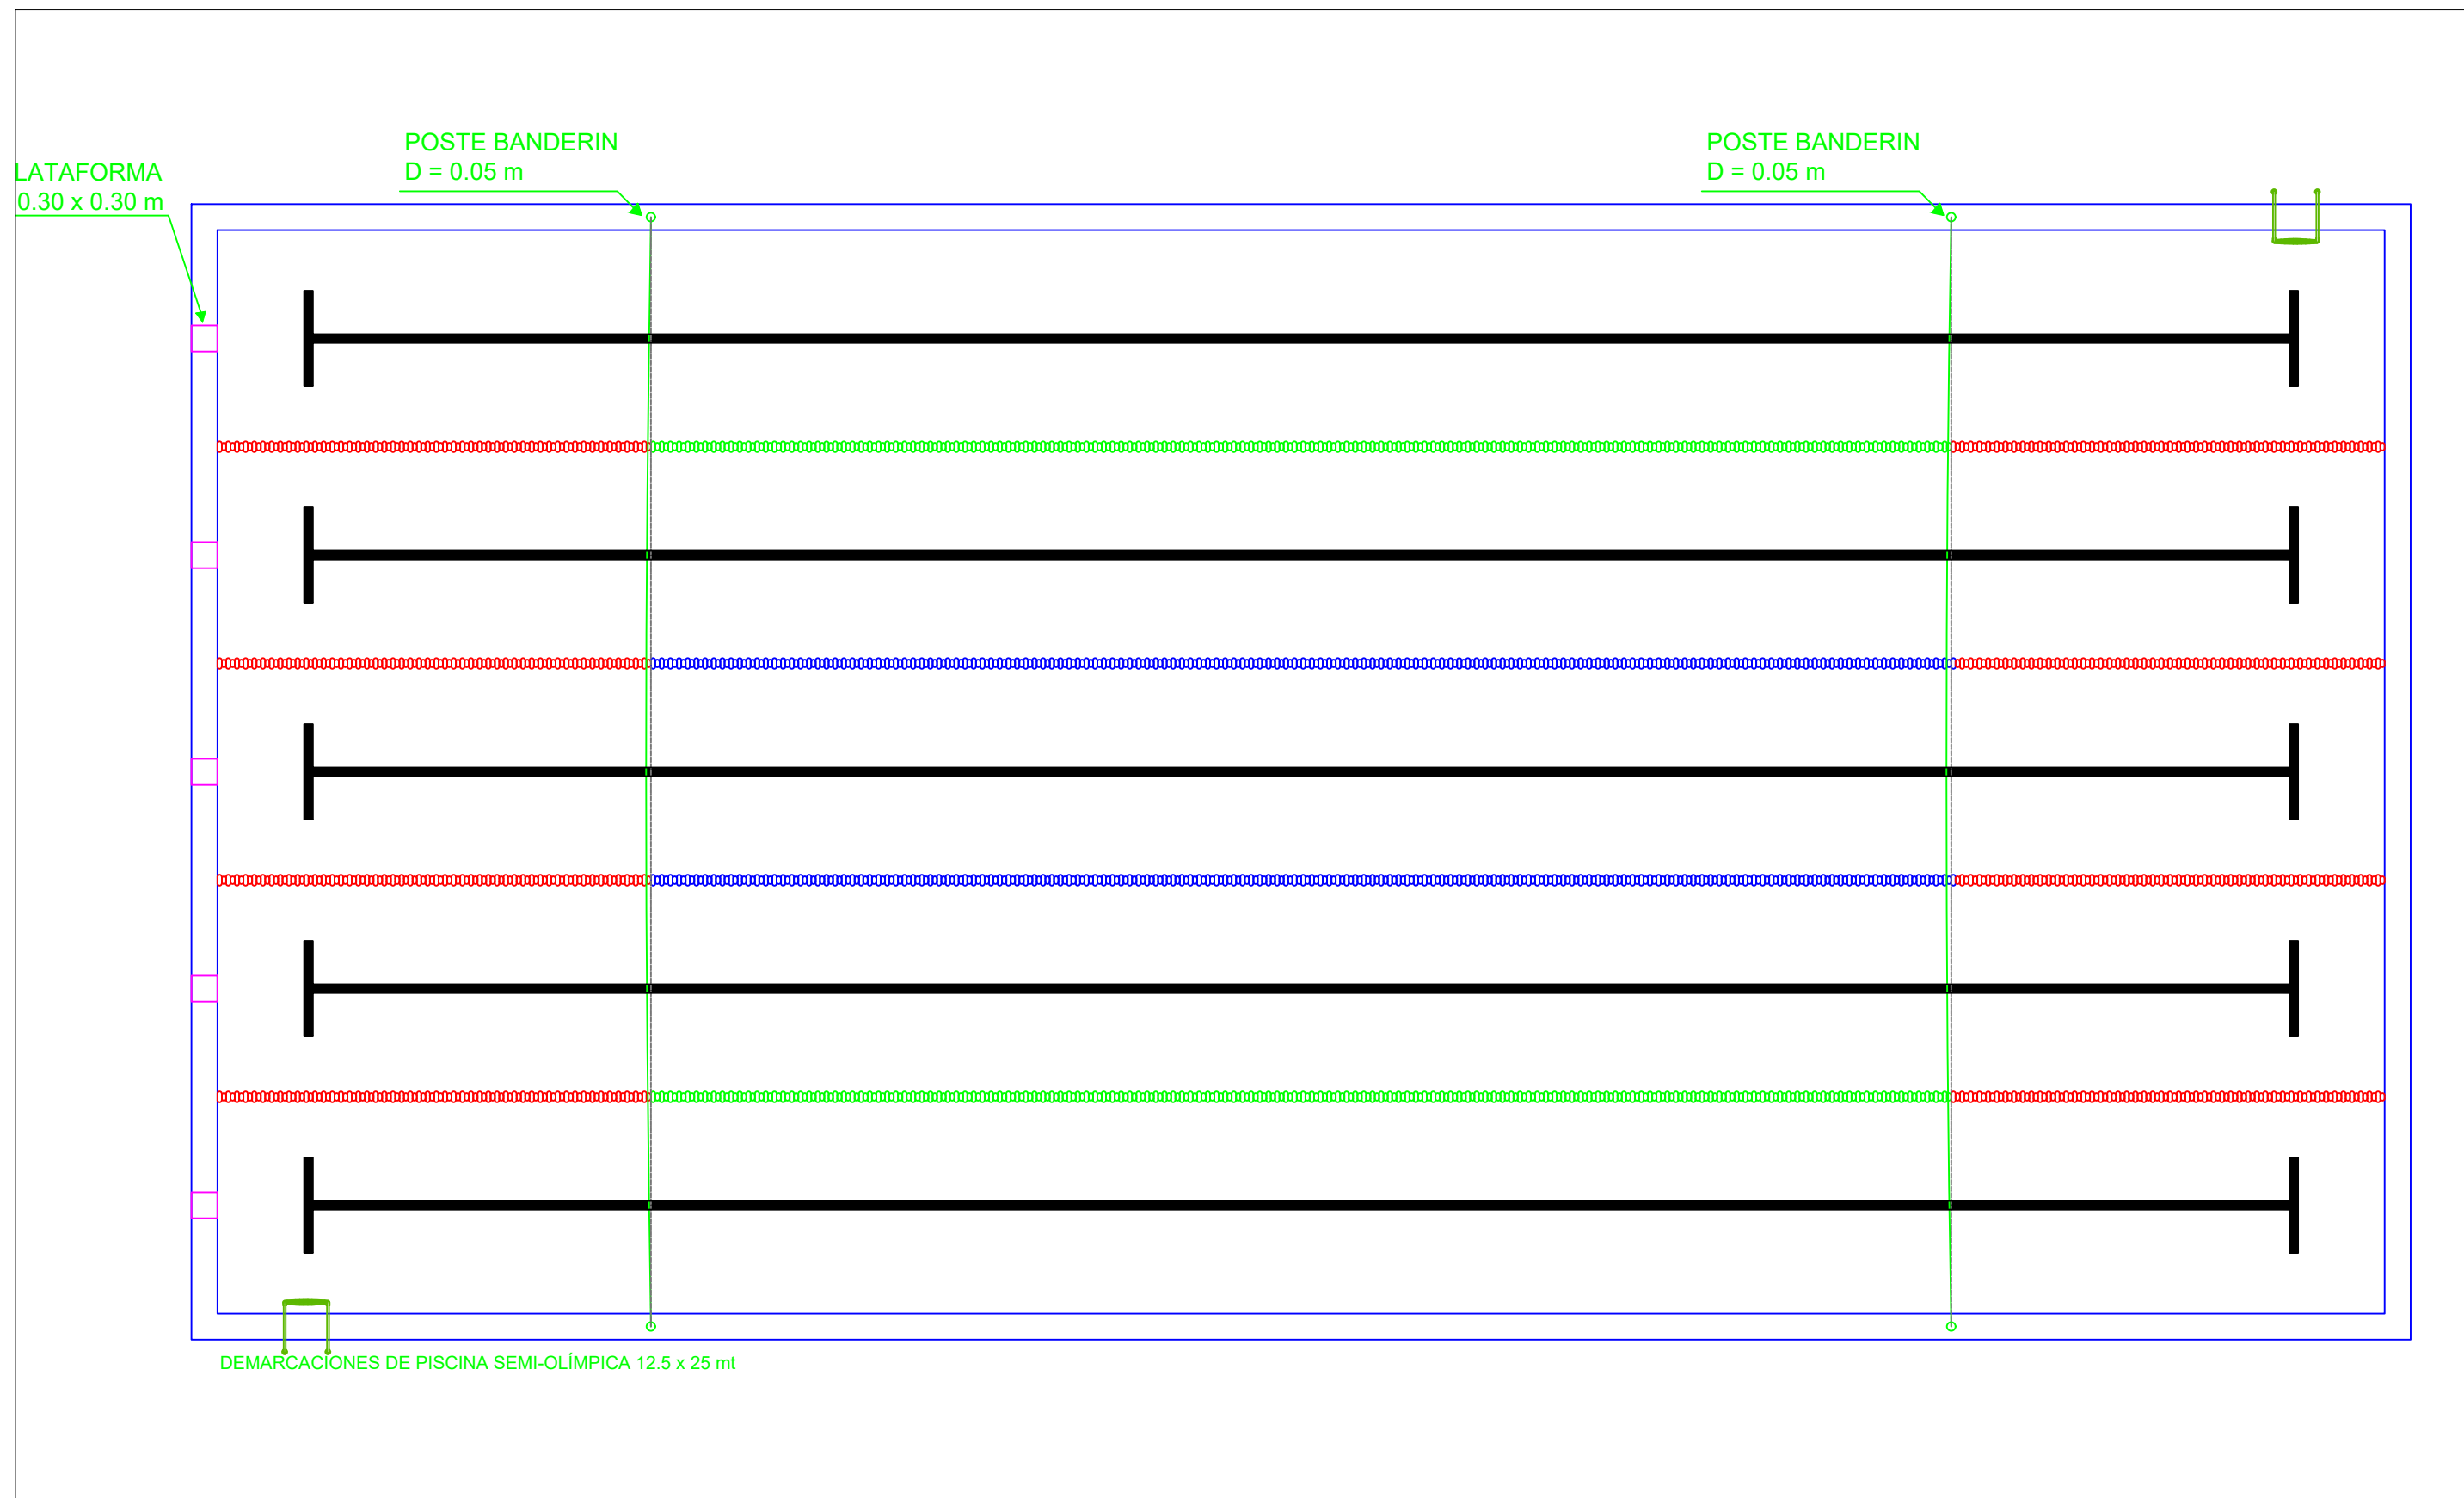 POSTE BANDERIN
D = 0.05 m
POSTE BANDERIN
D = 0.05 m
LATAFORMA
0.30 x 0.30 m
DEMARCACIONES DE PISCINA SEMI-OLÍMPICA 12.5 x 25 mt